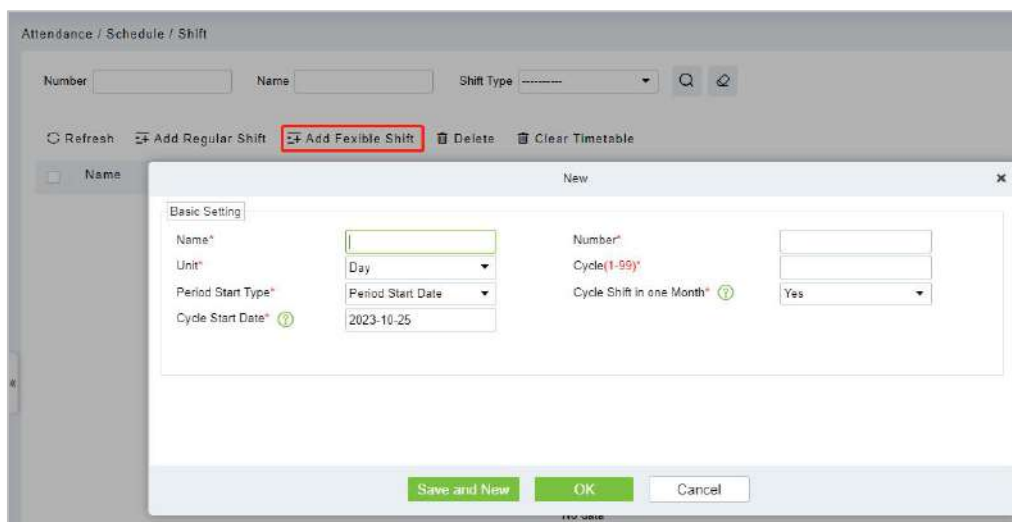 Attendance / Schedule / Shift
Number Name Shift Type ----------
Refresh Add Regular Shift Add Fexible Shift Delete Clear Timetable
Name
New
Basic Setting
Name* Number*
Unit* Day Cycle(1-99)*
Period Start Type* Period Start Date Cycle Shift in one Month* Yes
Cycle Start Date* 2023-10-25
Save and New OK Cancel
No data